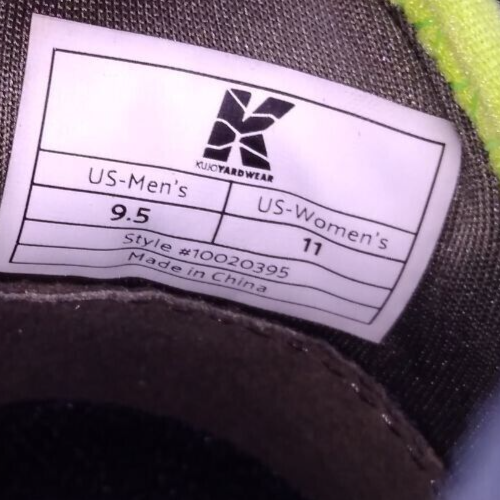 K
KUJOYARDWEAR
US-Men's US-Women's
9.5 11
Style #10020395
Made in China